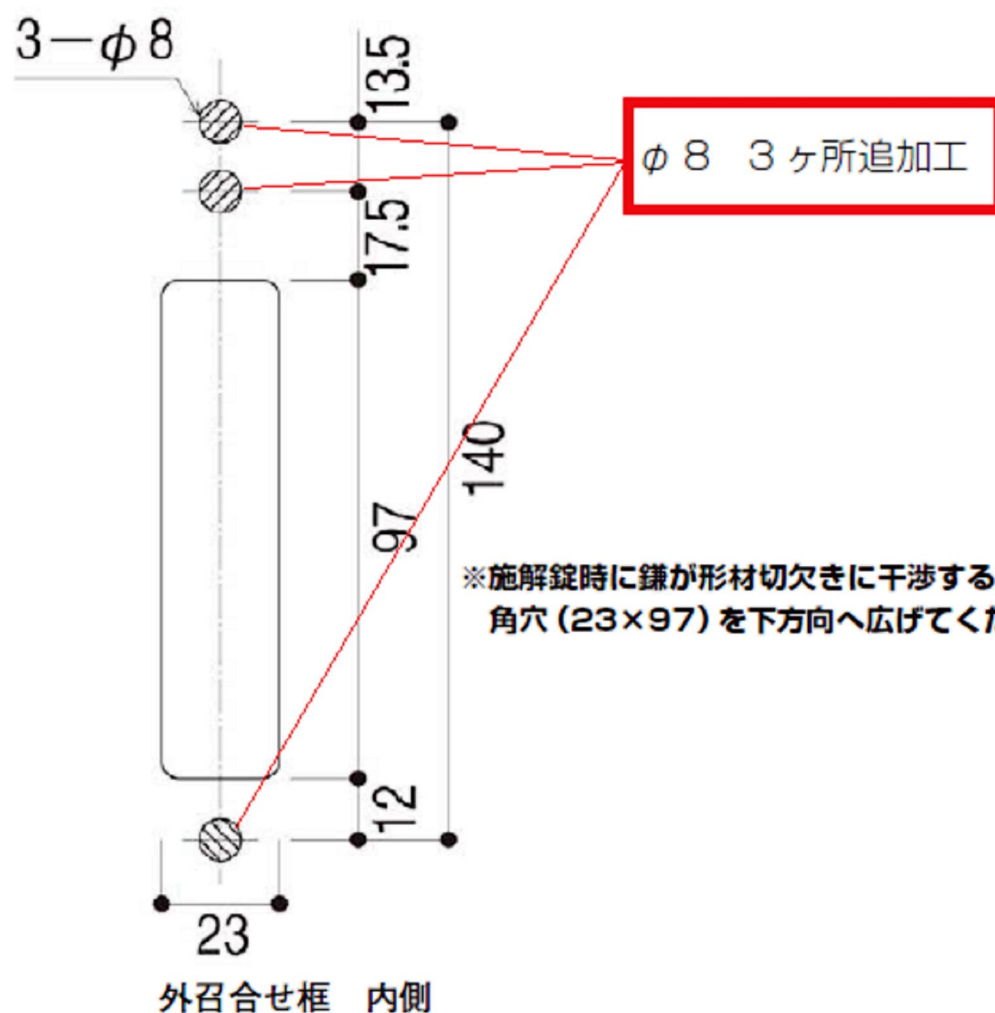 3－φ8
13.5
φ8　3ヶ所追加工
17.5
140
97
※施解錠時に鎌が形材切欠きに干渉する
角穴（23×97）を下方向へ広げてくだ
12
23
外召合せ框　内側